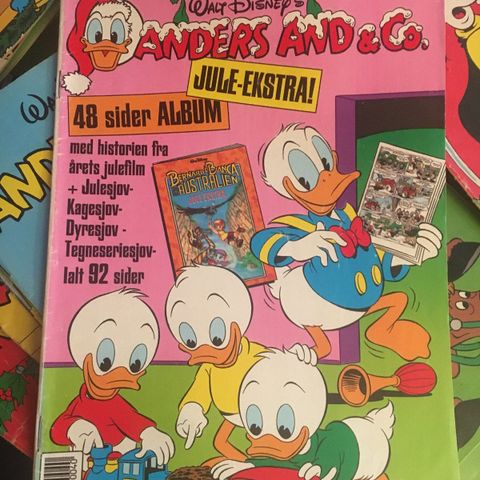 WALT DISNEY'S
ANDERS AND & Co.
JULE-EKSTRA!
48 sider ALBUM
med historien fra
årets julefilm
+ Julesjov-
Kagesjov-
Dyresjov -
Tegneseriesjov-
Ialt 92 sider
BERNARD OG BIANCA
AUSTRALIEN